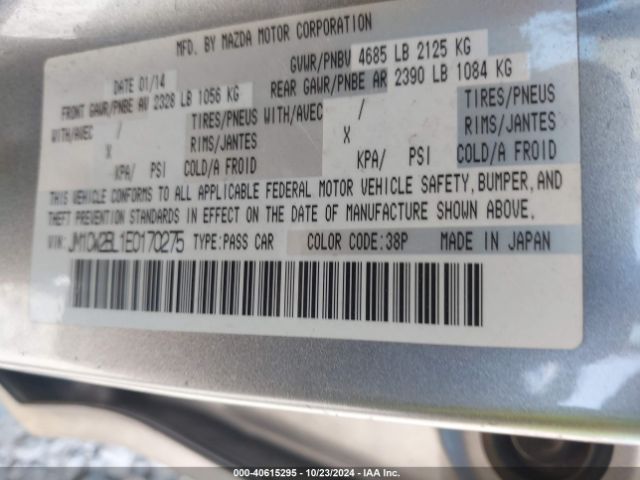 MFD. BY MAZDA MOTOR CORPORATION
DATE 01/14 GVWR/PNBV 4685 LB 2125 KG
FRONT GAWR/PNBE AV 2328 LB 1056 KG REAR GAWR/PNBE AR 2390 LB 1084 KG
WITH/AVEC / TIRES/PNEUS WITH/AVEC / TIRES/PNEUS
X RIMS/JANTES X RIMS/JANTES
KPA/ PSI COLD/A FROID KPA/ PSI COLD/A FROID
THIS VEHICLE CONFORMS TO ALL APPLICABLE FEDERAL MOTOR VEHICLE SAFETY, BUMPER, AND
THEFT PREVENTION STANDARDS IN EFFECT ON THE DATE OF MANUFACTURE SHOWN ABOVE.
VIN: JM1CW2BL1E0170275 TYPE:PASS CAR COLOR CODE:38P MADE IN JAPAN
000-40615295 - 10/23/2024 - IAA Inc.